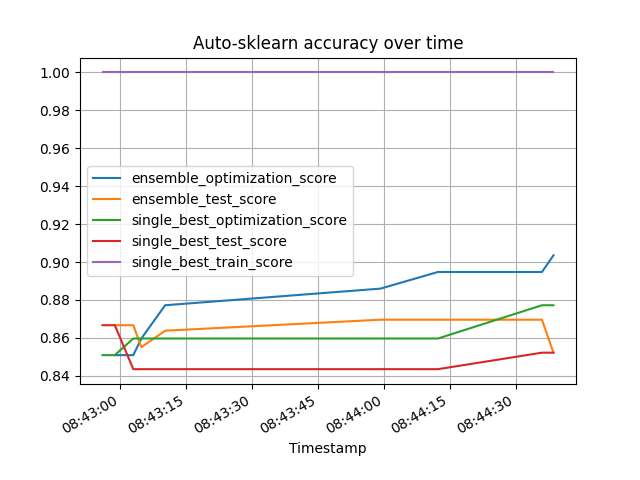 Auto-sklearn accuracy over time
1.00
0.98
0.96
0.94
0.92
0.90
0.88
0.86
0.84
ensemble_optimization_score
ensemble_test_score
single_best_optimization_score
single_best_test_score
single_best_train_score
08:43:00
08:43:15
08:43:30
08:43:45
08:44:00
08:44:15
08:44:30
Timestamp